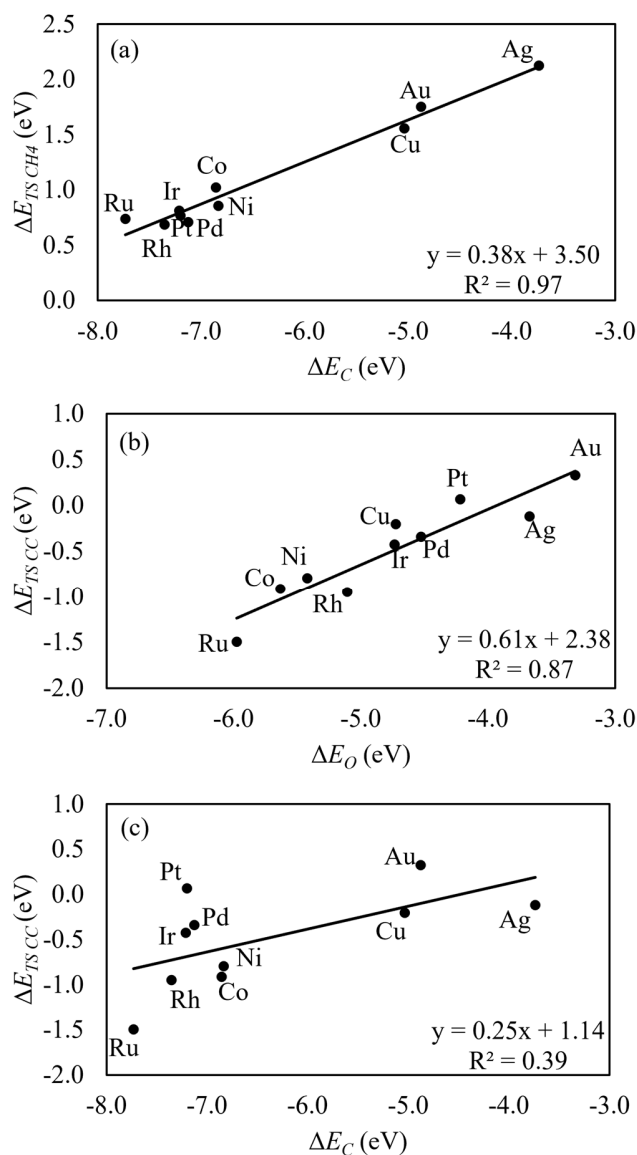 (a)
Ag
2.5
2.0
Au
1.5
Cu
Co
1.0
Ir
Ru
Ni
0.5
Rh
Pt
Pd
y = 0.38x + 3.50
R² = 0.97
0.0
-8.0 -7.0 -6.0 -5.0 -4.0 -3.0
ΔE_C (eV)
ΔE_TS CH4 (eV)
(b)
1.0
Au
0.5
Pt
0.0
Cu
Ag
-0.5
Ir
Pd
Ni
Co
-1.0
Rh
-1.5
Ru
y = 0.61x + 2.38
R² = 0.87
-2.0
-7.0 -6.0 -5.0 -4.0 -3.0
ΔE_O (eV)
ΔE_TS CC (eV)
(c)
1.0
0.5
Au
Pt
0.0
Pd
Cu
Ag
Ir
-0.5
Ni
Rh
Co
-1.0
-1.5
Ru
y = 0.25x + 1.14
R² = 0.39
-2.0
-8.0 -7.0 -6.0 -5.0 -4.0 -3.0
ΔE_C (eV)
ΔE_TS CC (eV)